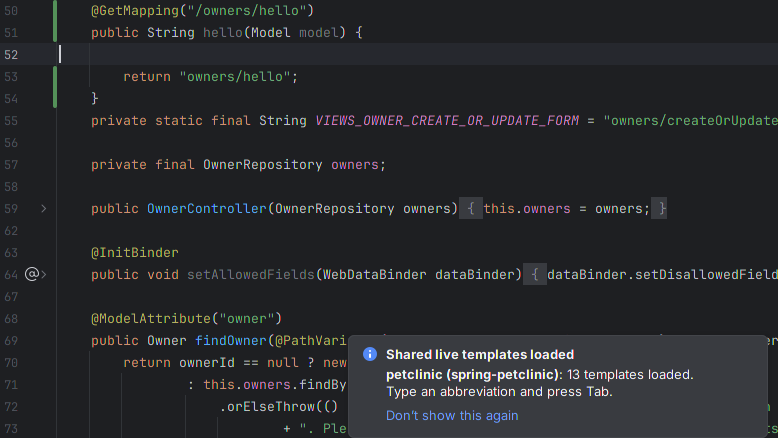 50 @GetMapping("/owners/hello")
51 public String hello(Model model) {
52
53 return "owners/hello";
54 }
55 private static final String VIEWS_OWNER_CREATE_OR_UPDATE_FORM = "owners/createOrUpdate
56
57 private final OwnerRepository owners;
58
59 public OwnerController(OwnerRepository owners) { this.owners = owners; }
62
63 @InitBinder
64 public void setAllowedFields(WebDataBinder dataBinder) { dataBinder.setDisallowedField
67
68 @ModelAttribute("owner")
69 public Owner findOwner(@PathVari
70 return ownerId == null ? new
71 : this.owners.findBy
72 .orElseThrow(()
73 + ". Ple
Shared live templates loaded
petclinic (spring-petclinic): 13 templates loaded.
Type an abbreviation and press Tab.
Don't show this again